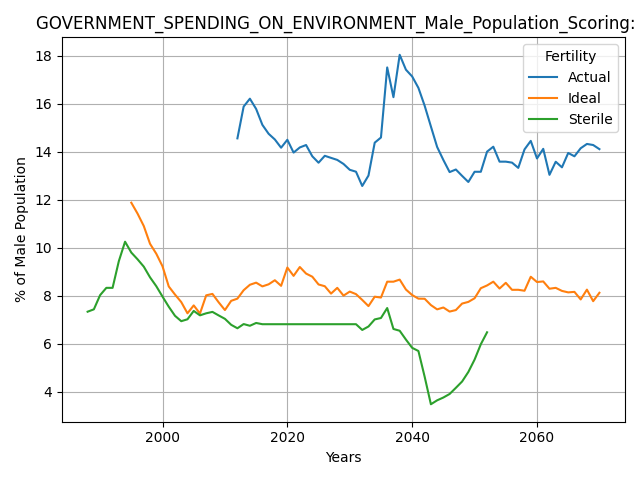 GOVERNMENT_SPENDING_ON_ENVIRONMENT_Male_Population_Scoring:
Fertility
Actual
Ideal
Sterile
% of Male Population
18
16
14
12
10
8
6
4
2000
2020
2040
2060
Years